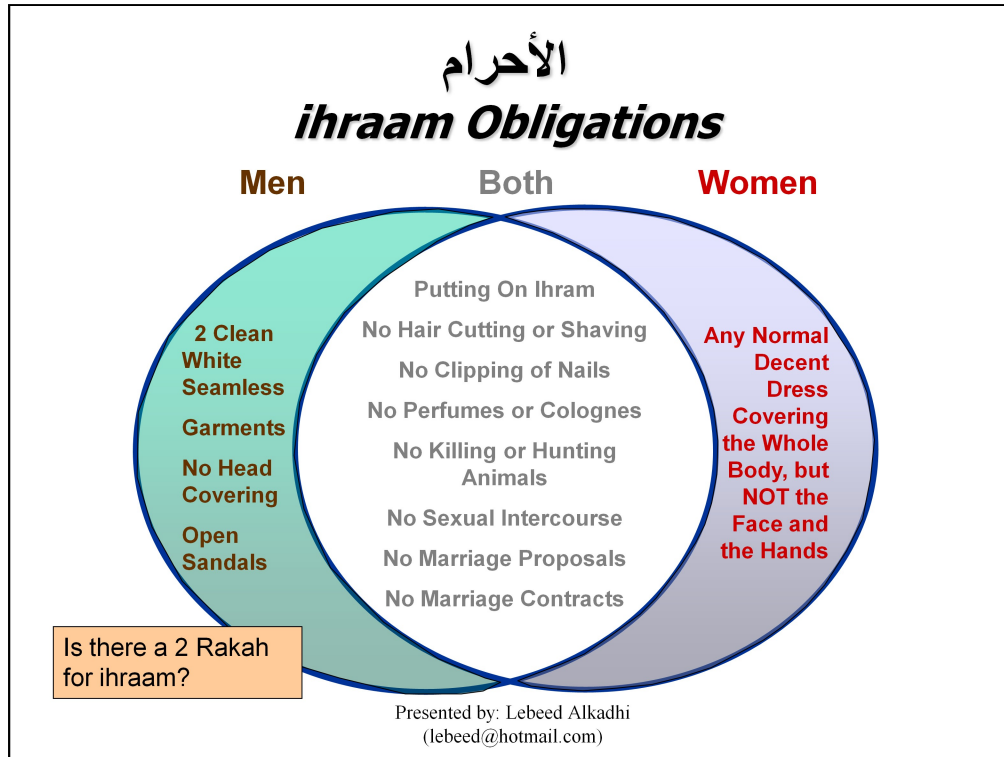 الأحرام
ihraam Obligations
Men
Both
Women
2 Clean
White
Seamless
Garments
No Head
Covering
Open
Sandals
Putting On Ihram
No Hair Cutting or Shaving
No Clipping of Nails
No Perfumes or Colognes
No Killing or Hunting
Animals
No Sexual Intercourse
No Marriage Proposals
No Marriage Contracts
Any Normal
Decent
Dress
Covering
the Whole
Body, but
NOT the
Face and
the Hands
Is there a 2 Rakah
for ihraam?
Presented by: Lebeed Alkadhi
(lebeed@hotmail.com)